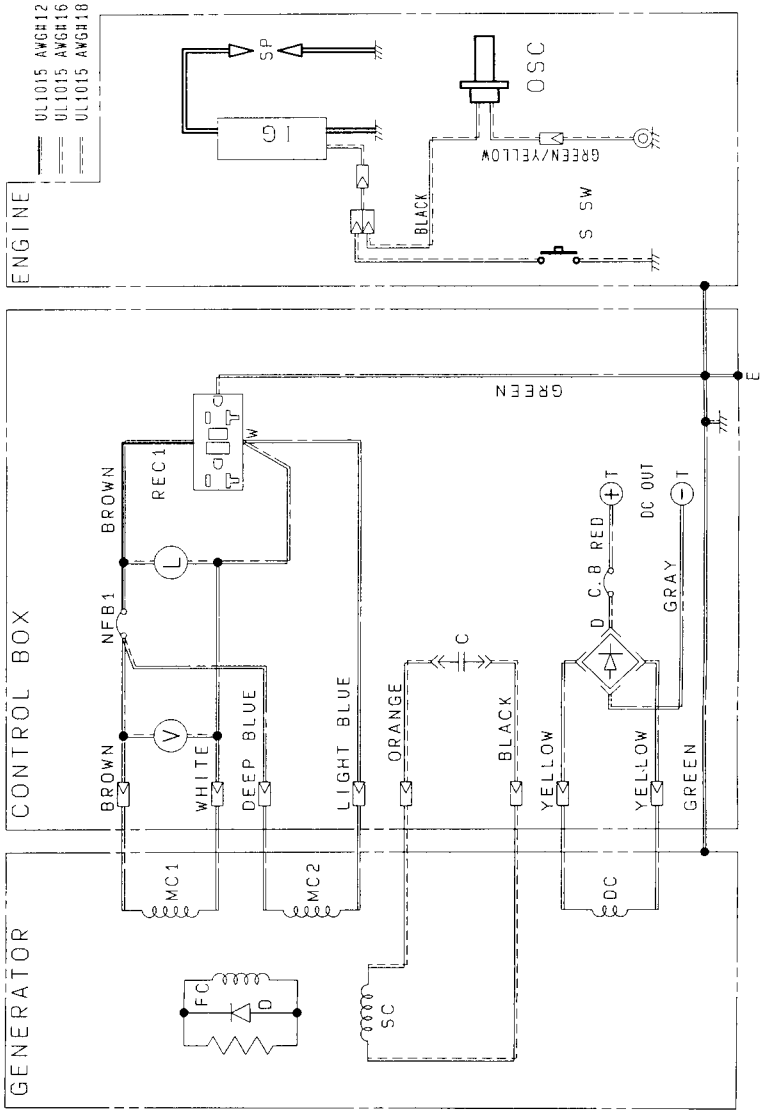 GENERATOR
FC
D
SC
MC1
MC2
DC
CONTROL BOX
BROWN
WHITE
DEEP BLUE
LIGHT BLUE
ORANGE
BLACK
YELLOW
YELLOW
GREEN
V
NFB1
L
BROWN
REC1
W
C
D
C.B
RED
GRAY
+
T
DC OUT
-
T
GREEN
E
ENGINE
UL1015 AWG#12
UL1015 AWG#16
UL1015 AWG#18
IG
SP
OSC
BLACK
GREEN/YELLOW
S SW